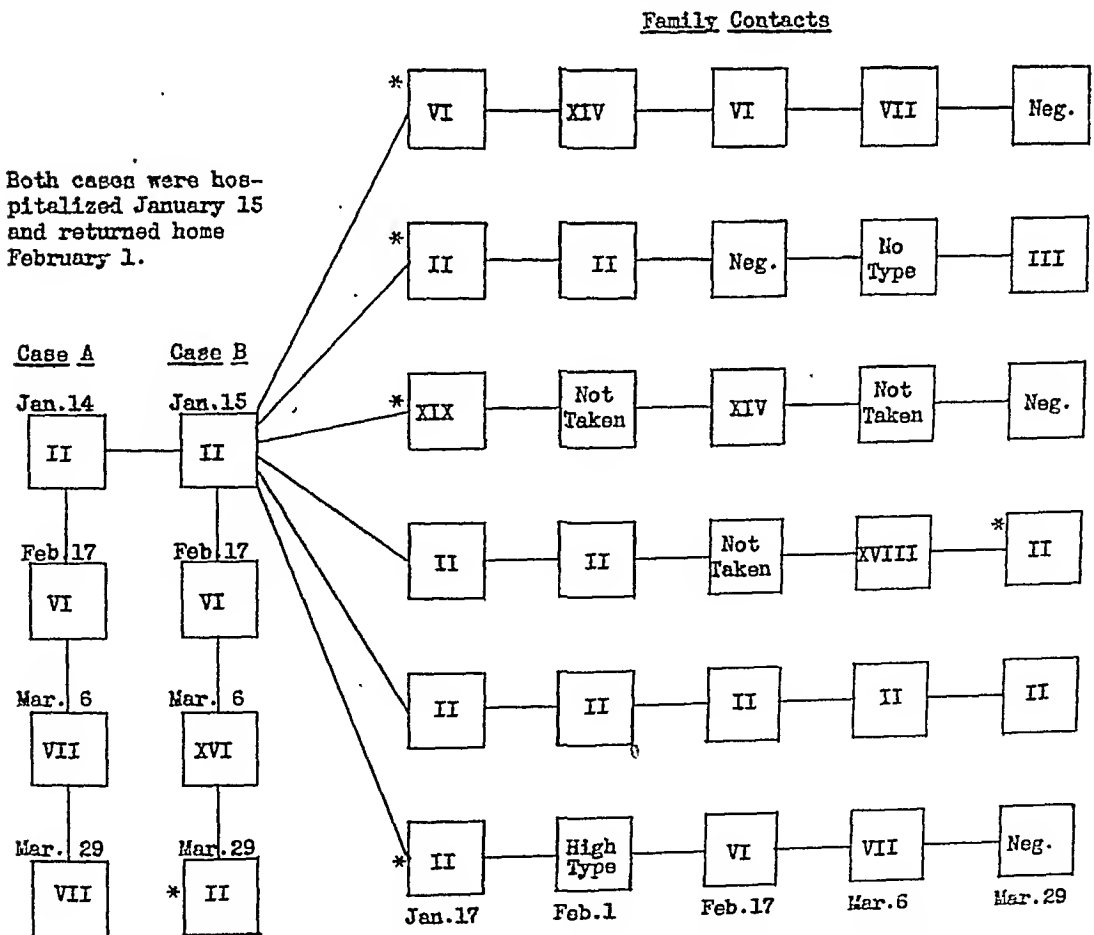 Family Contacts
* VI XIV VI VII Neg.
Both cases were hos-
pitalized January 15
and returned home
February 1.
* II II Neg. No Type III
Case A Case B
Jan.14 Jan.15
II II
* XIX Not Taken XIV Not Taken Neg.
Feb.17 Feb.17
VI VI
II II Not Taken XVIII * II
Mar. 6 Mar. 6
VII XVI
II II II II II
Mar. 29 Mar.29
VII * II
* II High Type VI VII Neg.
Jan.17 Feb.1 Feb.17 Mar.6 Mar.29